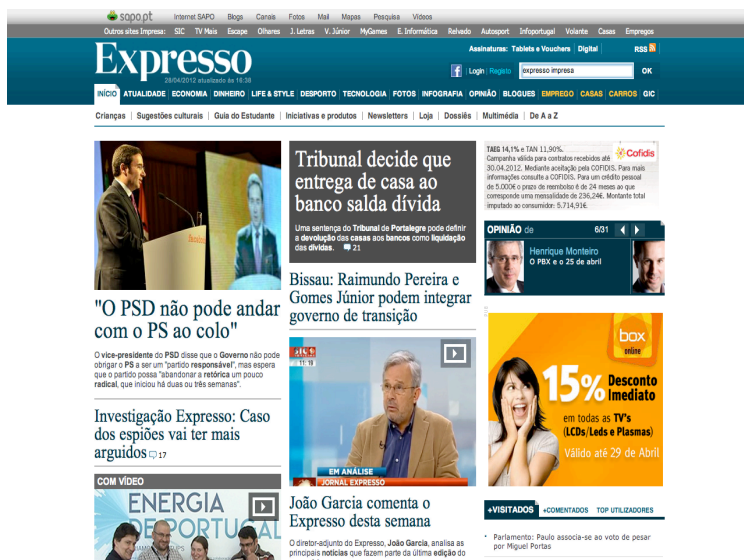 sapo.pt Internet SAPO Blogs Canais Fotos Mail Mapas Pesquisa Vídeos
Outros sites Impresa: SIC TV Mais Escape Olhares J. Letras V. Júnior MyGames E. Informática Relvado Autosport Infoportugal Volante Casas Empregos
Expresso
28/04/2012 atualizado às 16:38
Assinaturas: Tablets e Vouchers Digital RSS
Login Registo expresso impresa OK
INÍCIO ATUALIDADE ECONOMIA DINHEIRO LIFE & STYLE DESPORTO TECNOLOGIA FOTOS INFOGRAFIA OPINIÃO BLOGUES EMPREGO CASAS CARROS GIC
Crianças Sugestões culturais Guia do Estudante Iniciativas e produtos Newsletters Loja Dossiês Multimédia De A a Z
"O PSD não pode andar
com o PS ao colo"
O vice-presidente do PSD disse que o Governo não pode
obrigar o PS a ser um "partido responsável", mas espera
que o partido possa "abandonar a retórica um pouco
radical, que iniciou há duas ou três semanas".
Investigação Expresso: Caso
dos espiões vai ter mais
arguidos 17
COM VÍDEO
ENERGIA
DE PORTUGAL
Tribunal decide que
entrega de casa ao
banco salda dívida
Uma sentença do Tribunal de Portalegre pode definir
a devolução das casas aos bancos como liquidação
das dívidas. 21
Bissau: Raimundo Pereira e
Gomes Júnior podem integrar
governo de transição
11:19
EM ANÁLISE
JORNAL EXPRESSO
João Garcia comenta o
Expresso desta semana
O diretor-adjunto do Expresso, João Garcia, analisa as
principais notícias que fazem parte da última edição do
TAEG 14,1% e TAN 11,90%.
Campanha válida para contratos recebidos até
30.04.2012. Mediante aceitação pela COFIDIS. Para mais
informações consulte a COFIDIS. Para um crédito pessoal
de 5.000€ o prazo de reembolso é de 24 meses ao que
corresponde uma mensalidade de 236,24€. Montante total
imputado ao consumidor: 5.714,91€.
Cofidis
OPINIÃO de 6/31
Henrique Monteiro
O PBX e o 25 de abril
box
online
15% Desconto
Imediato
em todas as TV's
(LCDs/Leds e Plasmas)
Válido até 29 de Abril
+VISITADOS +COMENTADOS TOP UTILIZADORES
Parlamento: Paulo associa-se ao voto de pesar
por Miguel Portas